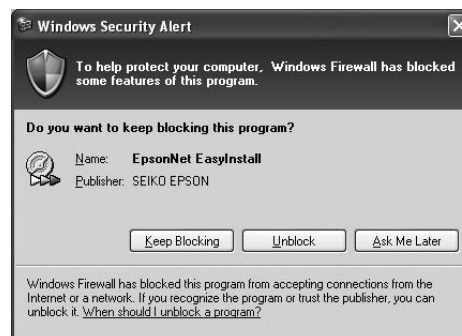 Windows Security Alert
To help protect your computer, Windows Firewall has blocked
some features of this program.
Do you want to keep blocking this program?
Name: EpsonNet EasyInstall
Publisher: SEIKO EPSON
Keep Blocking
Unblock
Ask Me Later
Windows Firewall has blocked this program from accepting connections from the
Internet or a network. If you recognize the program or trust the publisher, you can
unblock it. When should I unblock a program?